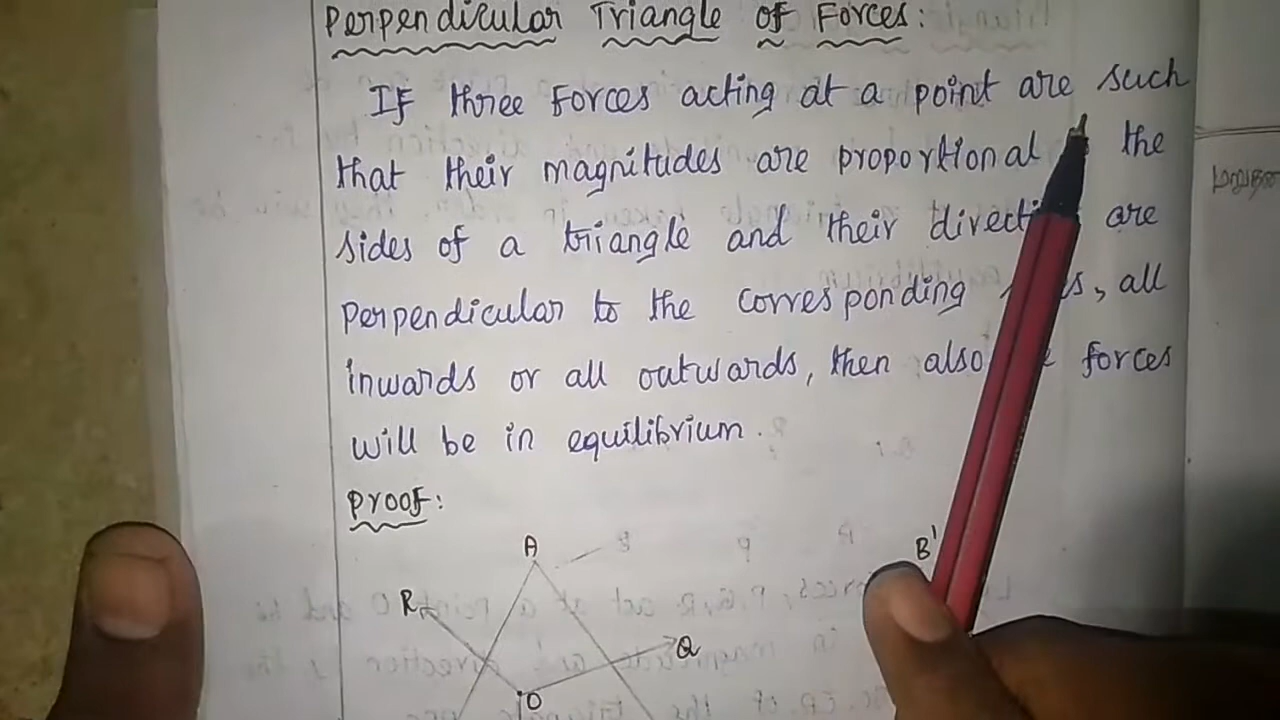 Perpendicular Triangle of Forces:
If three forces acting at a point are such
that their magnitudes are proportional the
sides of a triangle and their are
perpendicular to the corresponding , all
inwards or all outwards, then also forces
will be in equilibrium.
Proof:
A
B'
R
Q
O